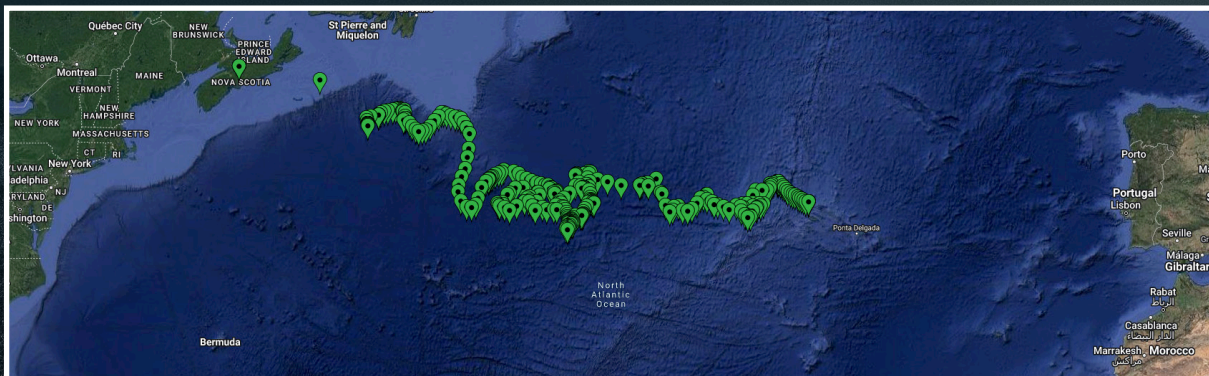 Québec City
NEW
BRUNSWICK
PRINCE
EDWARD
ISLAND
St Pierre and
Miquelon
Ottawa
Montreal
MAINE
NOVA SCOTIA
VERMONT
NEW
HAMPSHIRE
NEW YORK
MASSACHUSETTS
CT
RI
New York
NJ
DE
Porto
Portugal
Lisbon
Ponta Delgada
Seville
Málaga
Gibraltar
North
Atlantic
Ocean
Rabat
الرباط
Casablanca
الدار البيضاء
Bermuda
Marrakesh
مراكش
Morocco